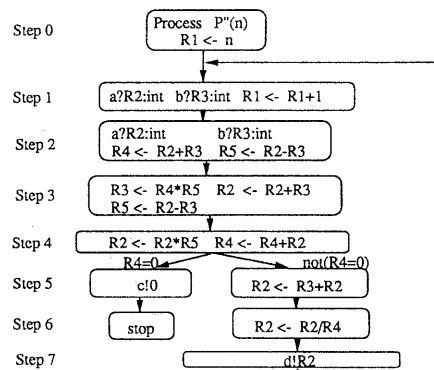 Step 0
Process P"(n)
R1 <- n
Step 1
a?R2:int b?R3:int R1 <- R1+1
Step 2
a?R2:int b?R3:int
R4 <- R2+R3 R5 <- R2-R3
Step 3
R3 <- R4*R5 R2 <- R2+R3
R5 <- R2-R3
Step 4
R2 <- R2*R5 R4 <- R4+R2
R4=0 not(R4=0)
Step 5
c!0 R2 <- R3+R2
Step 6
stop R2 <- R2/R4
Step 7
d!R2